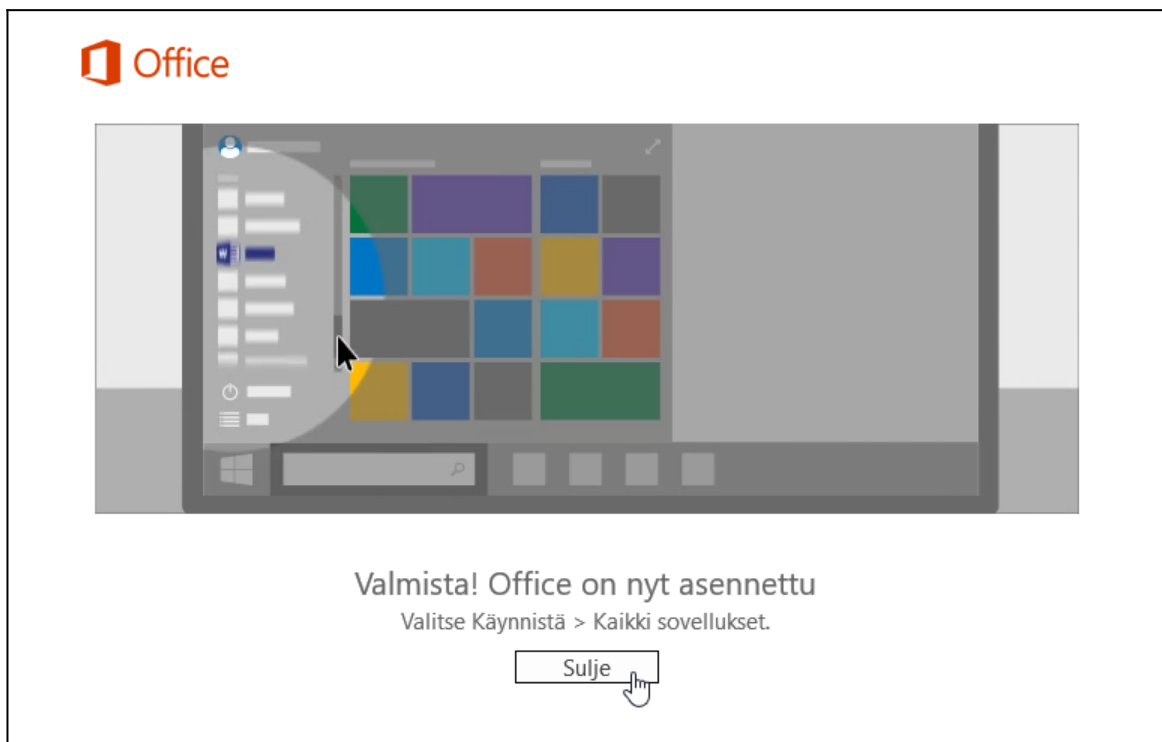 Office
Valmista! Office on nyt asennettu
Valitse Käynnistä > Kaikki sovellukset.
Sulje